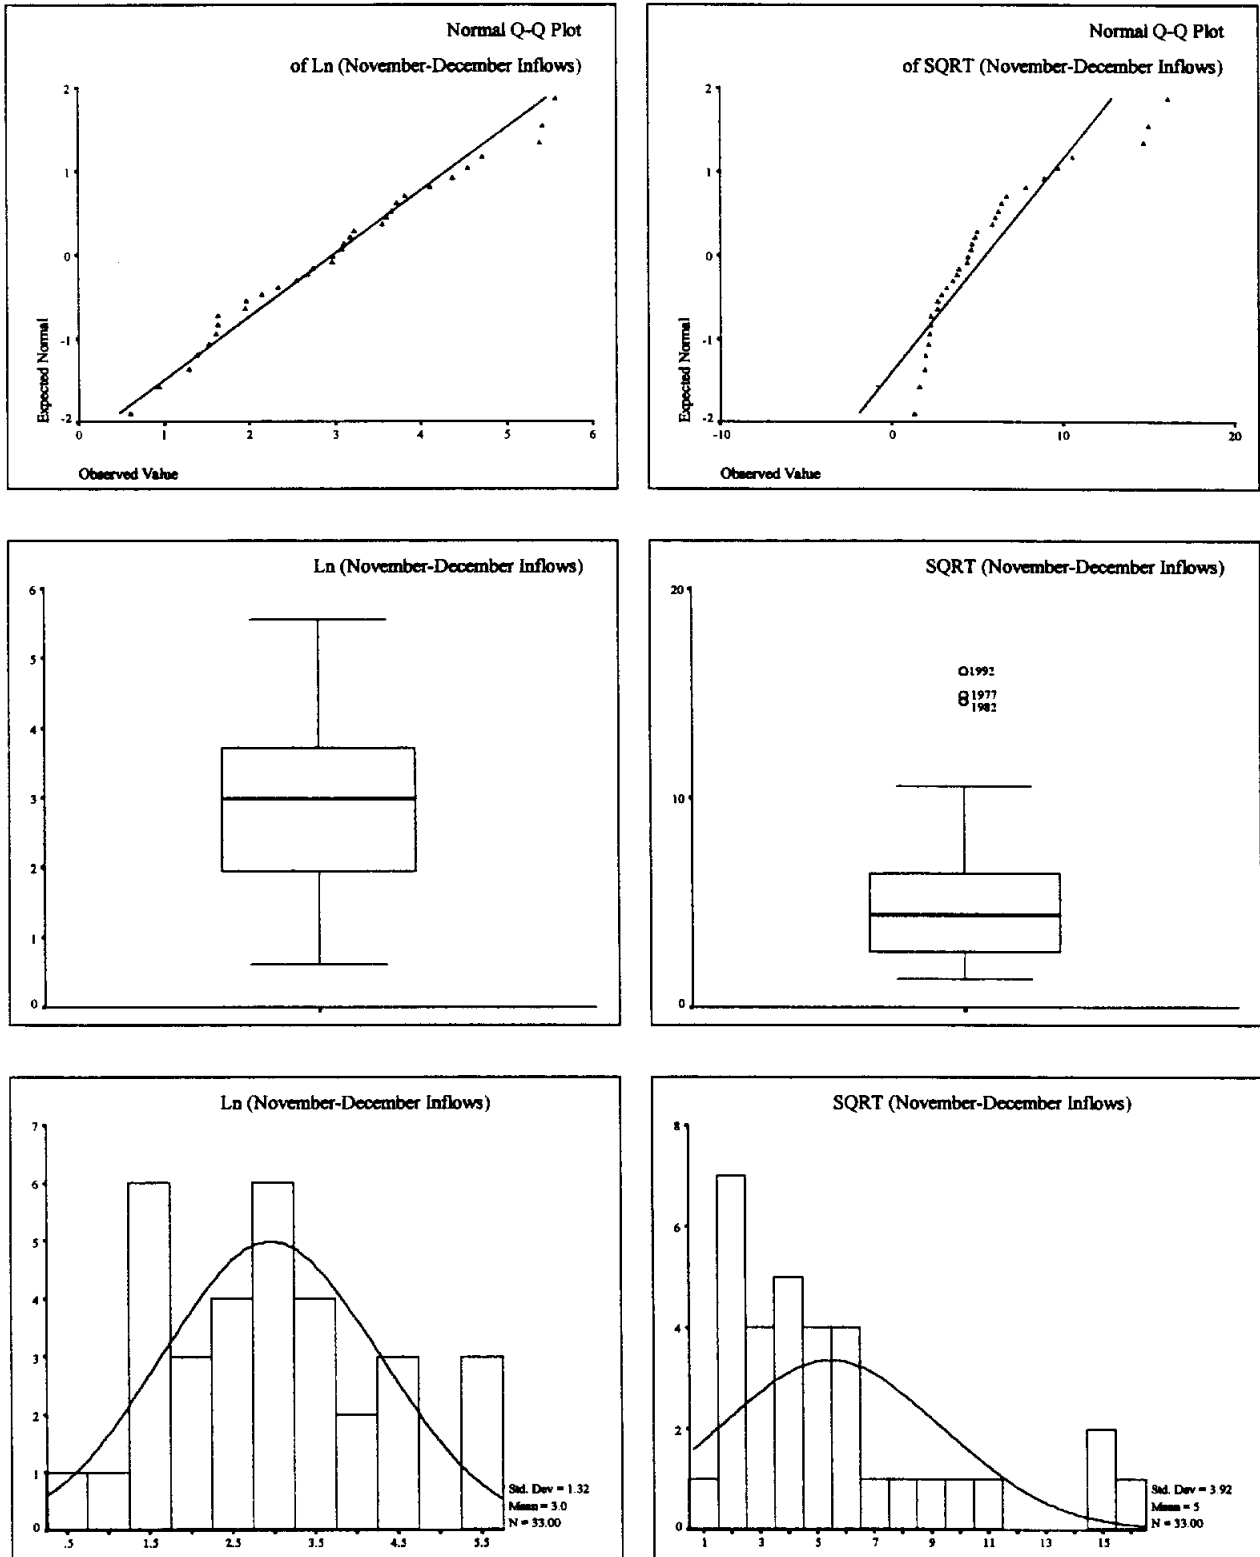 Normal Q-Q Plot
of Ln (November-December Inflows)
2
1
0
-1
-2
Expected Normal
0 1 2 3 4 5 6
Observed Value
Normal Q-Q Plot
of SQRT (November-December Inflows)
2
1
0
-1
-2
Expected Normal
-10 0 10 20
Observed Value
Ln (November-December Inflows)
6
5
4
3
2
1
0
SQRT (November-December Inflows)
20
10
0
1992
1977
1982
Ln (November-December Inflows)
7
6
5
4
3
2
1
0
.5 1.5 2.5 3.5 4.5 5.5
Std. Dev = 1.32
Mean = 3.0
N = 33.00
SQRT (November-December Inflows)
8
6
4
2
0
1 3 5 7 9 11 13 15
Std. Dev = 3.92
Mean = 5
N = 33.00